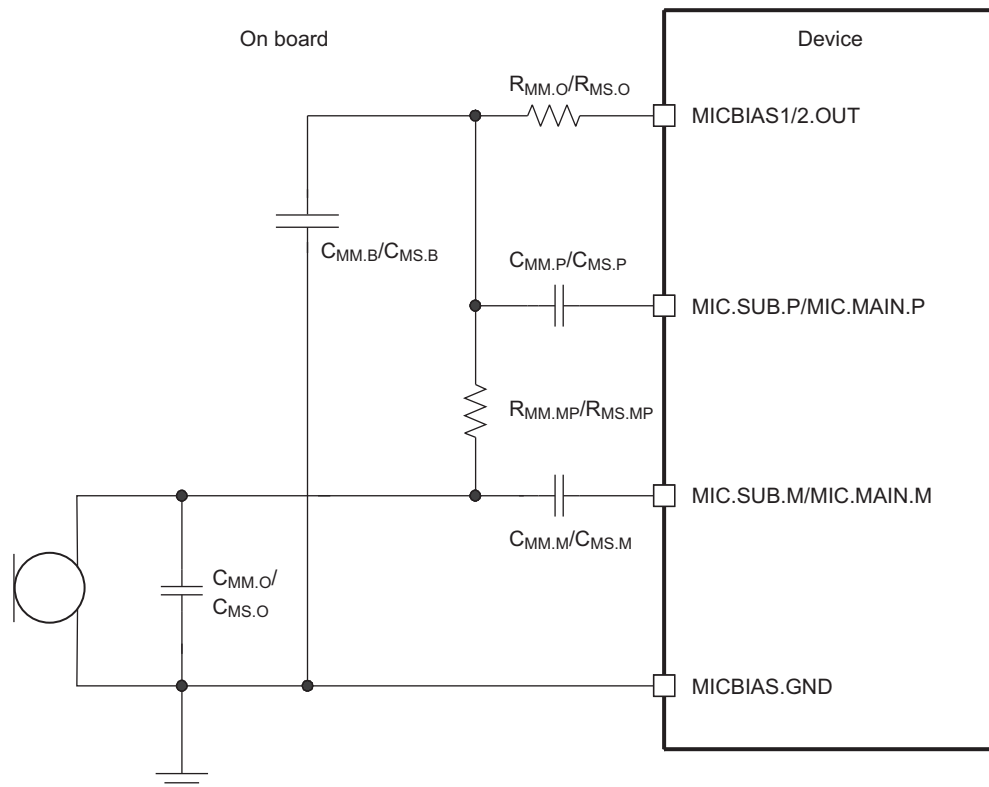 On board
Device
RMM.O/RMS.O
MICBIAS1/2.OUT
CMM.B/CMS.B
CMM.P/CMS.P
MIC.SUB.P/MIC.MAIN.P
RMM.MP/RMS.MP
MIC.SUB.M/MIC.MAIN.M
CMM.M/CMS.M
CMM.O/
CMS.O
MICBIAS.GND